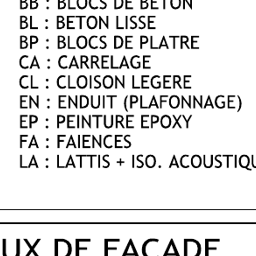 BB : BLOCS DE BETON
BL : BETON LISSE
BP : BLOCS DE PLATRE
CA : CARRELAGE
CL : CLOISON LEGERE
EN : ENDUIT (PLAFONNAGE)
EP : PEINTURE EPOXY
FA : FAIENCES
LA : LATTIS + ISO. ACOUSTIQU
UX DE FACADE